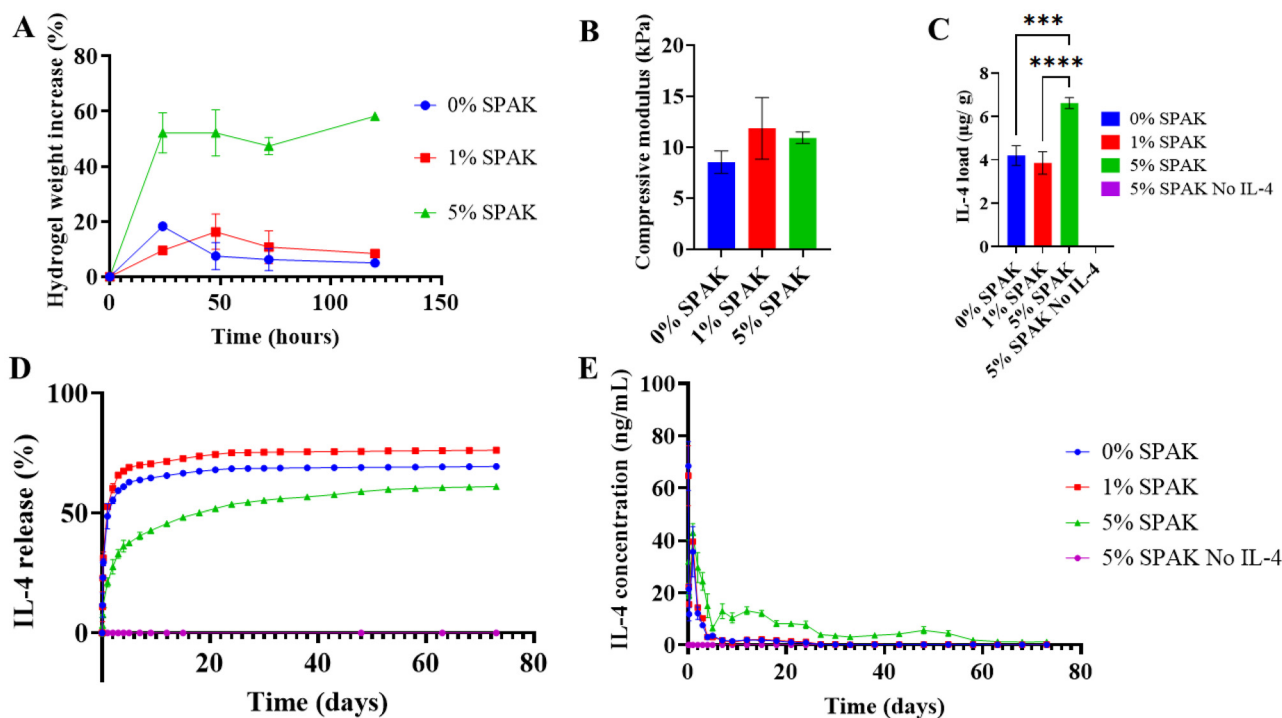 A
Hydrogel weight increase (%)
80
60
40
20
0
0
50
100
150
Time (hours)
0% SPAK
1% SPAK
5% SPAK
B
Compressive modulus (kPa)
20
15
10
5
0
0% SPAK
1% SPAK
5% SPAK
C
***
****
IL-4 load (µg/ g)
8
6
4
2
0
0% SPAK
1% SPAK
5% SPAK
5% SPAK No IL-4
0% SPAK
1% SPAK
5% SPAK
5% SPAK No IL-4
D
IL-4 release (%)
100
50
0
20
40
60
80
Time (days)
E
IL-4 concentration (ng/mL)
100
80
60
40
20
0
0
20
40
60
80
Time (days)
0% SPAK
1% SPAK
5% SPAK
5% SPAK No IL-4